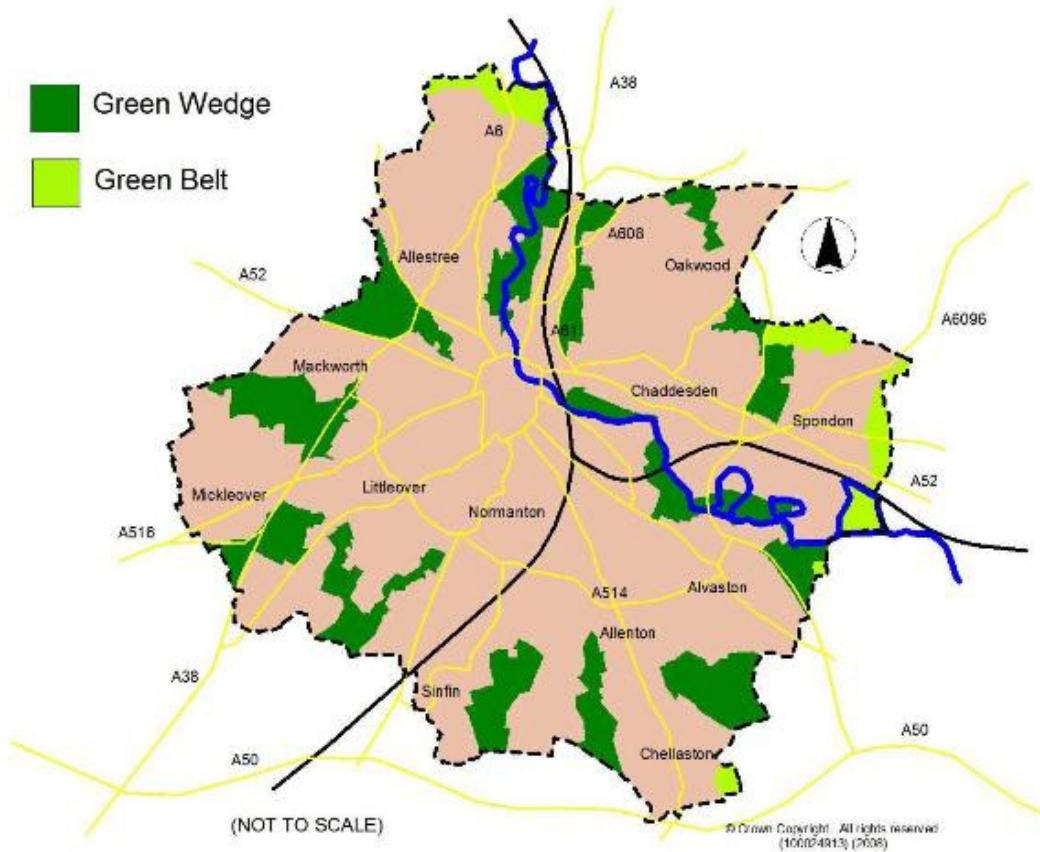 Green Wedge
Green Belt
A38
A6
A608
Oakwood
Allestree
A52
A6096
A61
Mackworth
Chaddesden
Spondon
Littleover
Mickleover
Normanton
A52
A516
A514
Alvaston
Allenton
A38
Sinfin
Chellaston
A50
A50
(NOT TO SCALE)
© Crown Copyright. All rights reserved
(100024913) (2008)